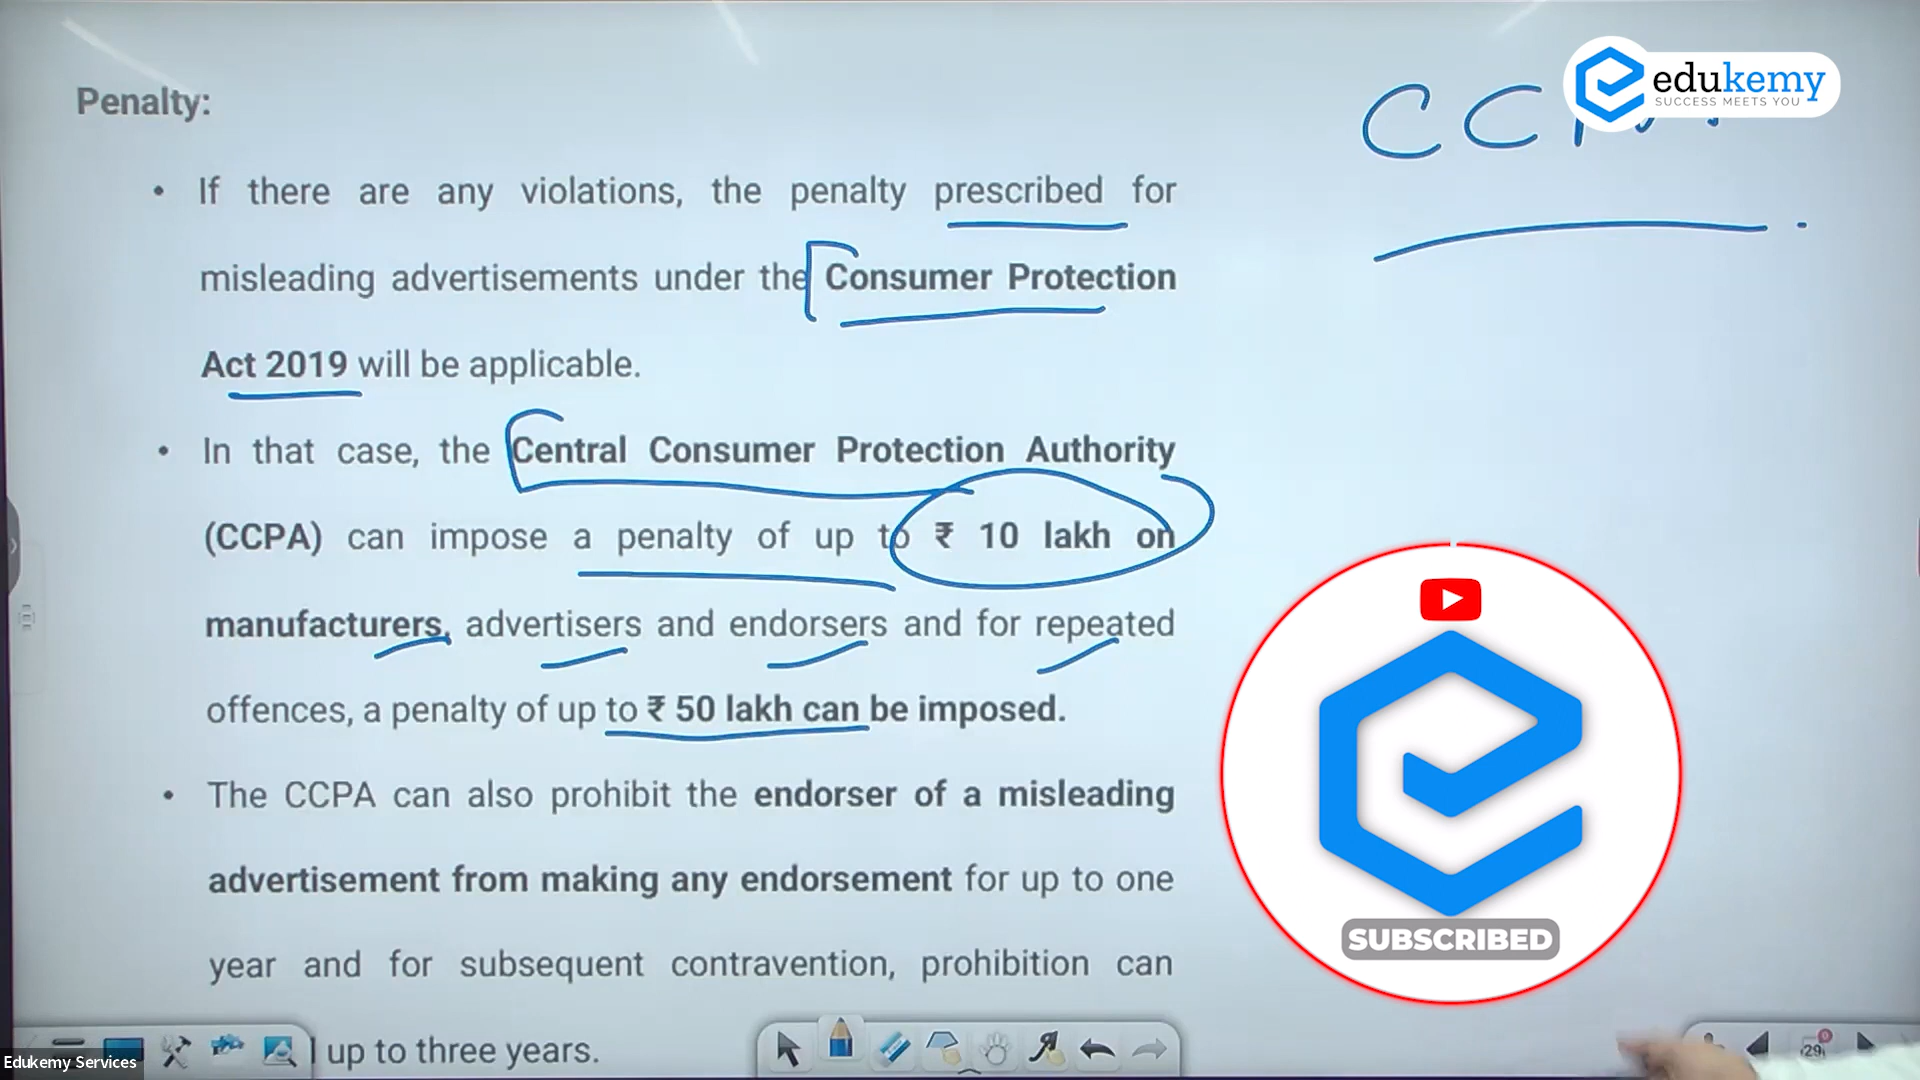 Penalty:
• If there are any violations, the penalty prescribed for
misleading advertisements under the Consumer Protection
Act 2019 will be applicable.
• In that case, the Central Consumer Protection Authority
(CCPA) can impose a penalty of up to ₹ 10 lakh on
manufacturers, advertisers and endorsers and for repeated
offences, a penalty of up to ₹ 50 lakh can be imposed.
• The CCPA can also prohibit the endorser of a misleading
advertisement from making any endorsement for up to one
year and for subsequent contravention, prohibition can
up to three years.
edukemy
SUCCESS MEETS YOU
SUBSCRIBED
Edukemy Services
29
0